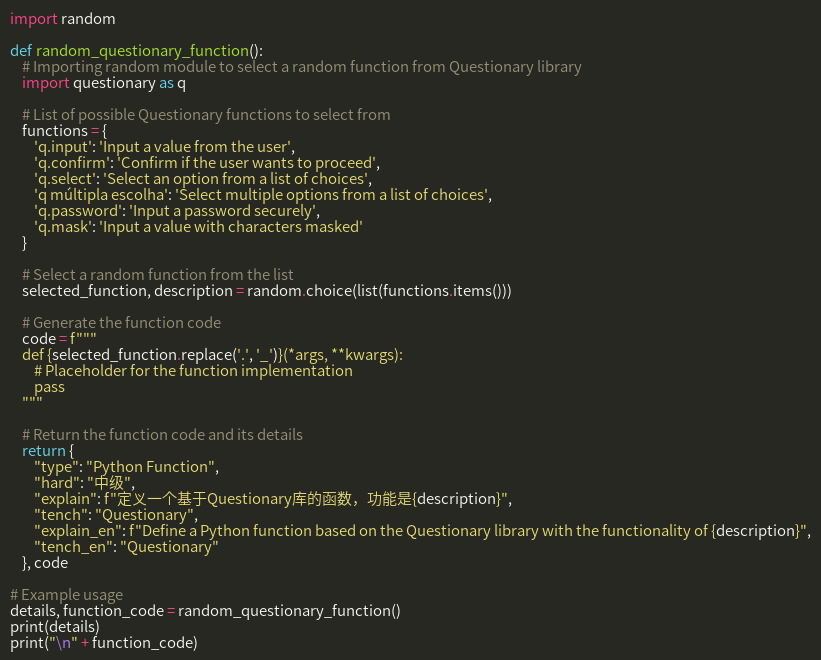 import random

def random_questionary_function():
    # Importing random module to select a random function from Questionary library
    import questionary as q

    # List of possible Questionary functions to select from
    functions = {
        'q.input': 'Input a value from the user',
        'q.confirm': 'Confirm if the user wants to proceed',
        'q.select': 'Select an option from a list of choices',
        'q múltipla escolha': 'Select multiple options from a list of choices',
        'q.password': 'Input a password securely',
        'q.mask': 'Input a value with characters masked'
    }

    # Select a random function from the list
    selected_function, description = random.choice(list(functions.items()))

    # Generate the function code
    code = f"""
    def {selected_function.replace('.', '_')}(*args, **kwargs):
        # Placeholder for the function implementation
        pass
    """

    # Return the function code and its details
    return {
        "type": "Python Function",
        "hard": "中级",
        "explain": f"定义一个基于Questionary库的函数，功能是{description}",
        "tench": "Questionary",
        "explain_en": f"Define a Python function based on the Questionary library with the functionality of {description}",
        "tench_en": "Questionary"
    }, code

# Example usage
details, function_code = random_questionary_function()
print(details)
print("\n" + function_code)